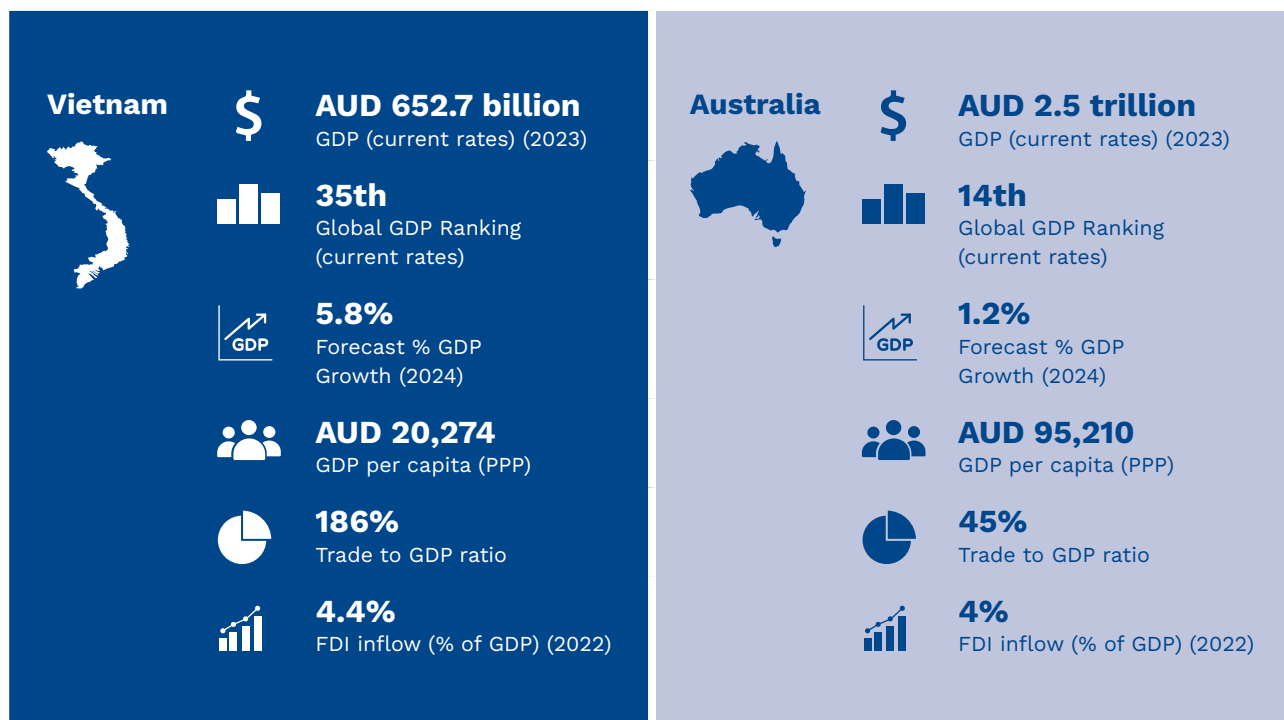 Vietnam
AUD 652.7 billion
GDP (current rates) (2023)
35th
Global GDP Ranking
(current rates)
GDP
5.8%
Forecast % GDP
Growth (2024)
AUD 20,274
GDP per capita (PPP)
186%
Trade to GDP ratio
4.4%
FDI inflow (% of GDP) (2022)
Australia
AUD 2.5 trillion
GDP (current rates) (2023)
14th
Global GDP Ranking
(current rates)
GDP
1.2%
Forecast % GDP
Growth (2024)
AUD 95,210
GDP per capita (PPP)
45%
Trade to GDP ratio
4%
FDI inflow (% of GDP) (2022)